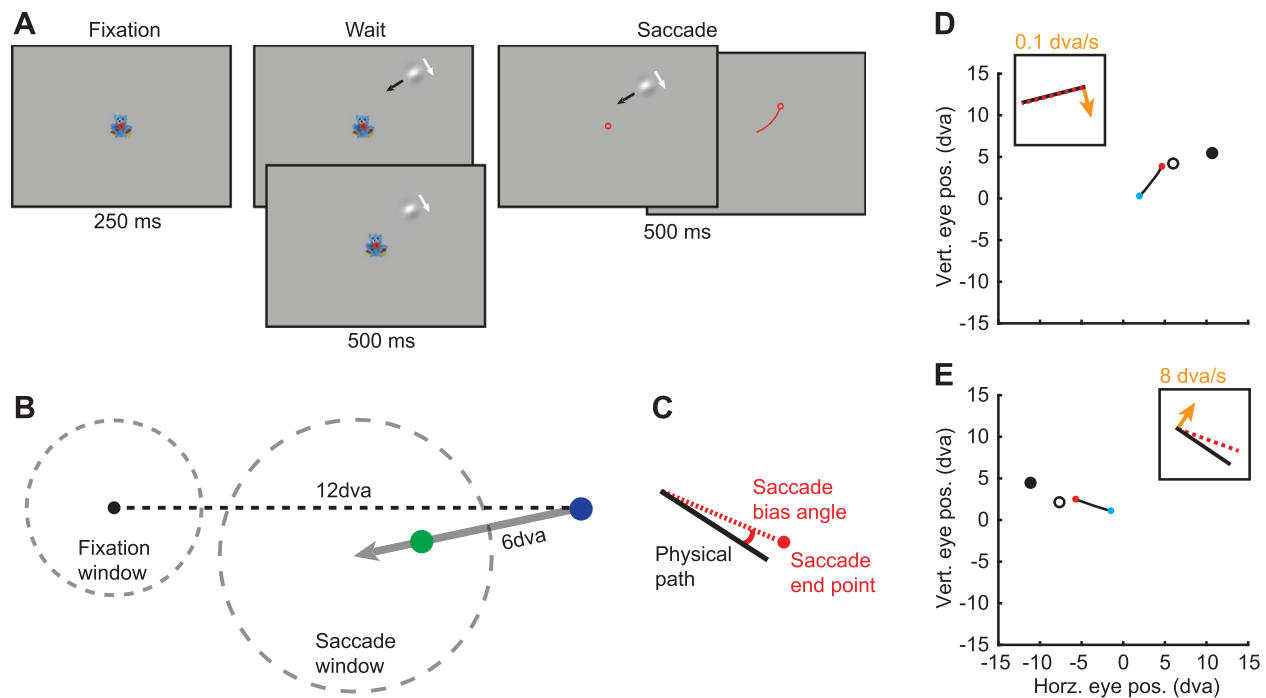 A
Fixation
Wait
Saccade
250 ms
500 ms
500 ms
B
12dva
6dva
Fixation
window
Saccade
window
C
Saccade
bias angle
Physical
path
Saccade
end point
D
0.1 dva/s
15
10
5
0
-5
-10
-15
Vert. eye pos. (dva)
E
8 dva/s
15
10
5
0
-5
-10
-15
Vert. eye pos. (dva)
-15 -10 -5 0 5 10 15
Horz. eye pos. (dva)